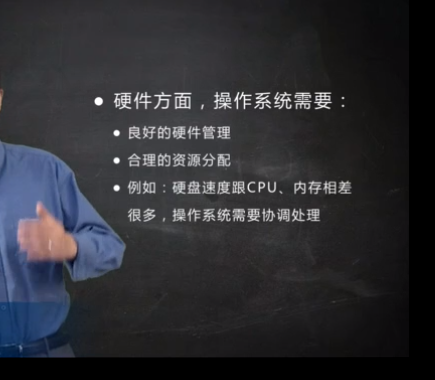 ● 硬件方面，操作系统需要：
● 良好的硬件管理
● 合理的资源分配
● 例如：硬盘速度跟CPU、内存相差
很多，操作系统需要协调处理